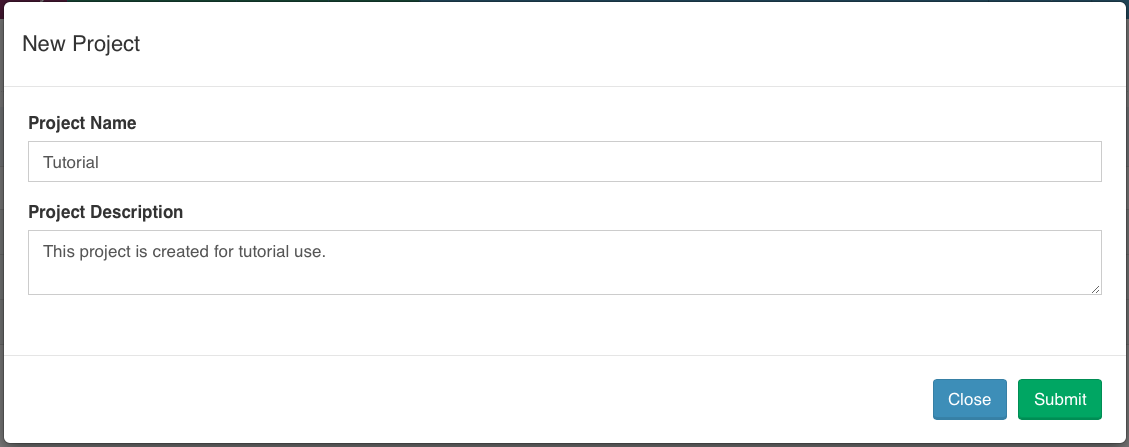 New Project
Project Name
Tutorial
Project Description
This project is created for tutorial use.
Close
Submit